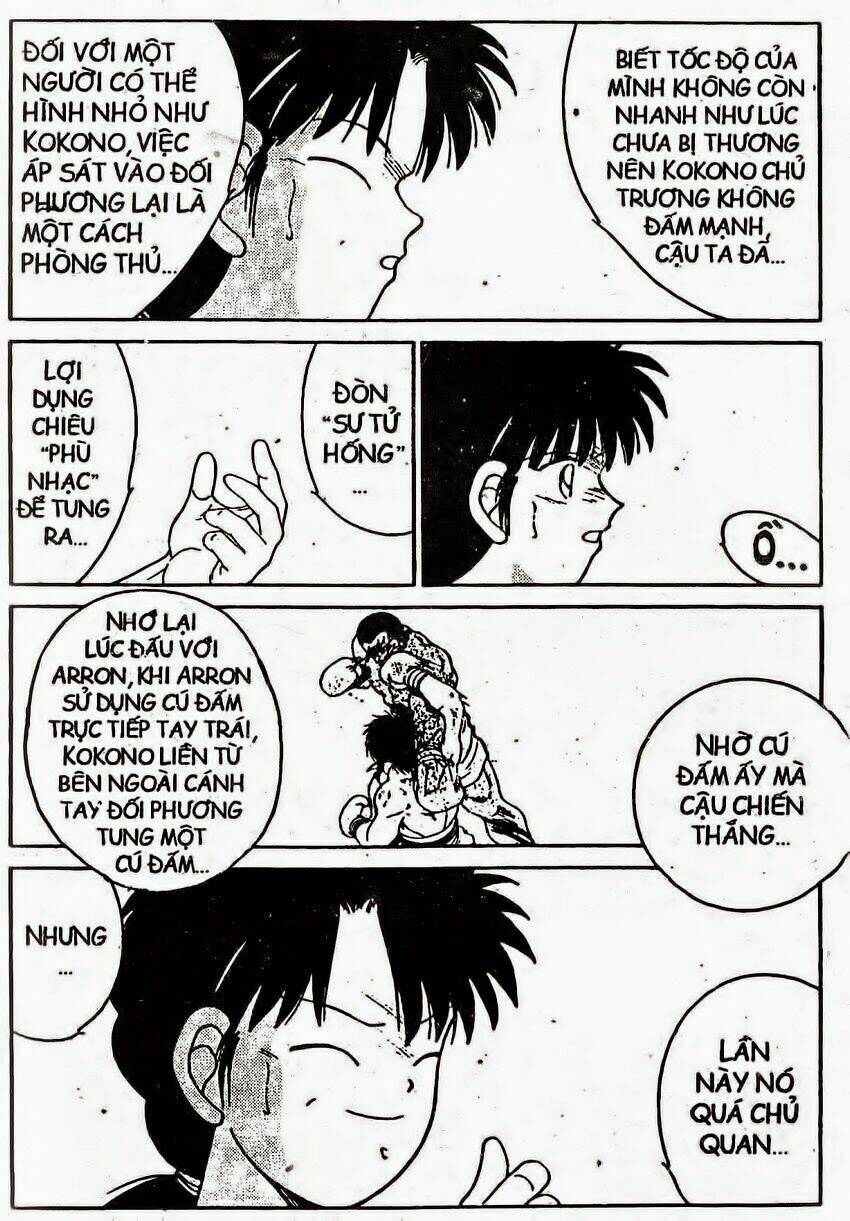 ĐỐI VỚI MỘT
NGƯỜI CÓ THỂ
HÌNH NHỎ NHƯ
KOKONO, VIỆC
ÁP SÁT VÀO ĐỐI
PHƯƠNG LẠI LÀ
MỘT CÁCH
PHÒNG THỦ...
BIẾT TỐC ĐỘ CỦA
MÌNH KHÔNG CÒN
NHANH NHƯ LÚC
CHƯA BỊ THƯƠNG
NÊN KOKONO CHỦ
TRƯƠNG KHÔNG
ĐẤM MẠNH,
CẬU TA ĐÃ...
LỢI
DỤNG
CHIÊU
“PHÙ
NHẠC”
ĐỂ TUNG
RA...
ĐÒN
“SƯ TỬ
HỐNG”
...
Ồ...
NHỚ LẠI
LÚC ĐẤU VỚI
ARRON, KHI ARRON
SỬ DỤNG CÚ ĐẤM
TRỰC TIẾP TAY TRÁI,
KOKONO LIỀN TỪ
BÊN NGOÀI CÁNH
TAY ĐỐI PHƯƠNG
TUNG MỘT
CÚ ĐẤM...
NHỜ CÚ
ĐẤM ẤY MÀ
CẬU CHIẾN
THẮNG...
NHƯNG
...
LẦN
NÀY NÓ
QUÁ CHỦ
QUAN...